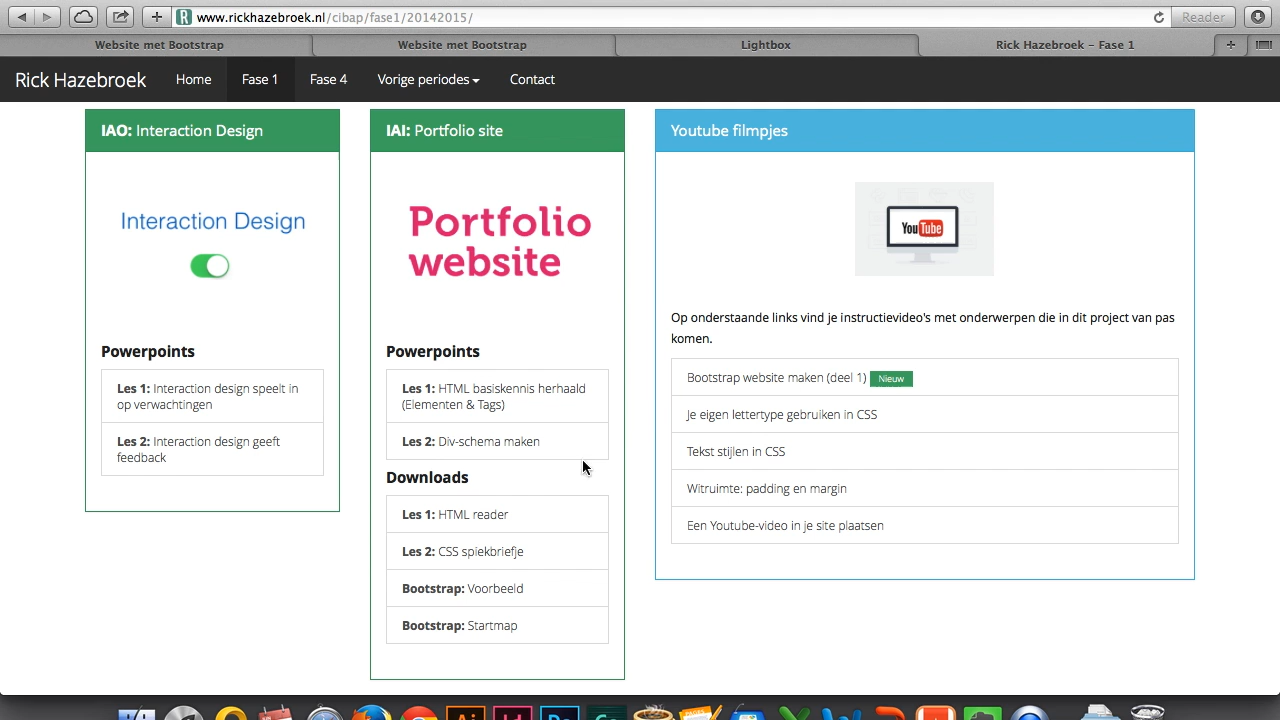 www.rickhazebroek.nl/cibap/fase1/20142015/
Reader
Website met Bootstrap
Website met Bootstrap
Lightbox
Rick Hazebroek – Fase 1
Rick Hazebroek
Home
Fase 1
Fase 4
Vorige periodes
Contact
IAO: Interaction Design
Interaction Design
Powerpoints
Les 1: Interaction design speelt in
op verwachtingen
Les 2: Interaction design geeft
feedback
IAI: Portfolio site
Portfolio
website
Powerpoints
Les 1: HTML basiskennis herhaald
(Elementen & Tags)
Les 2: Div-schema maken
Downloads
Les 1: HTML reader
Les 2: CSS spiekbriefje
Bootstrap: Voorbeeld
Bootstrap: Startmap
Youtube filmpjes
YouTube
Op onderstaande links vind je instructievideo's met onderwerpen die in dit project van pas
komen.
Bootstrap website maken (deel 1) Nieuw
Je eigen lettertype gebruiken in CSS
Tekst stijlen in CSS
Witruimte: padding en margin
Een Youtube-video in je site plaatsen